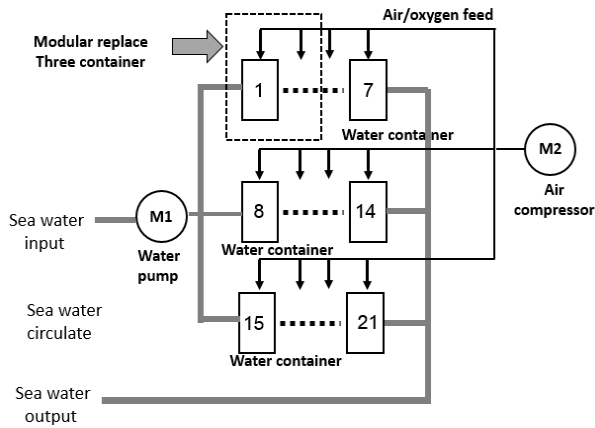 Air/oxygen feed
Modular replace
Three container
1
7
Water container
M2
Air
compressor
8
14
M1
Sea water
input
Water
pump
Water container
Sea water
circulate
15
21
Water container
Sea water
output